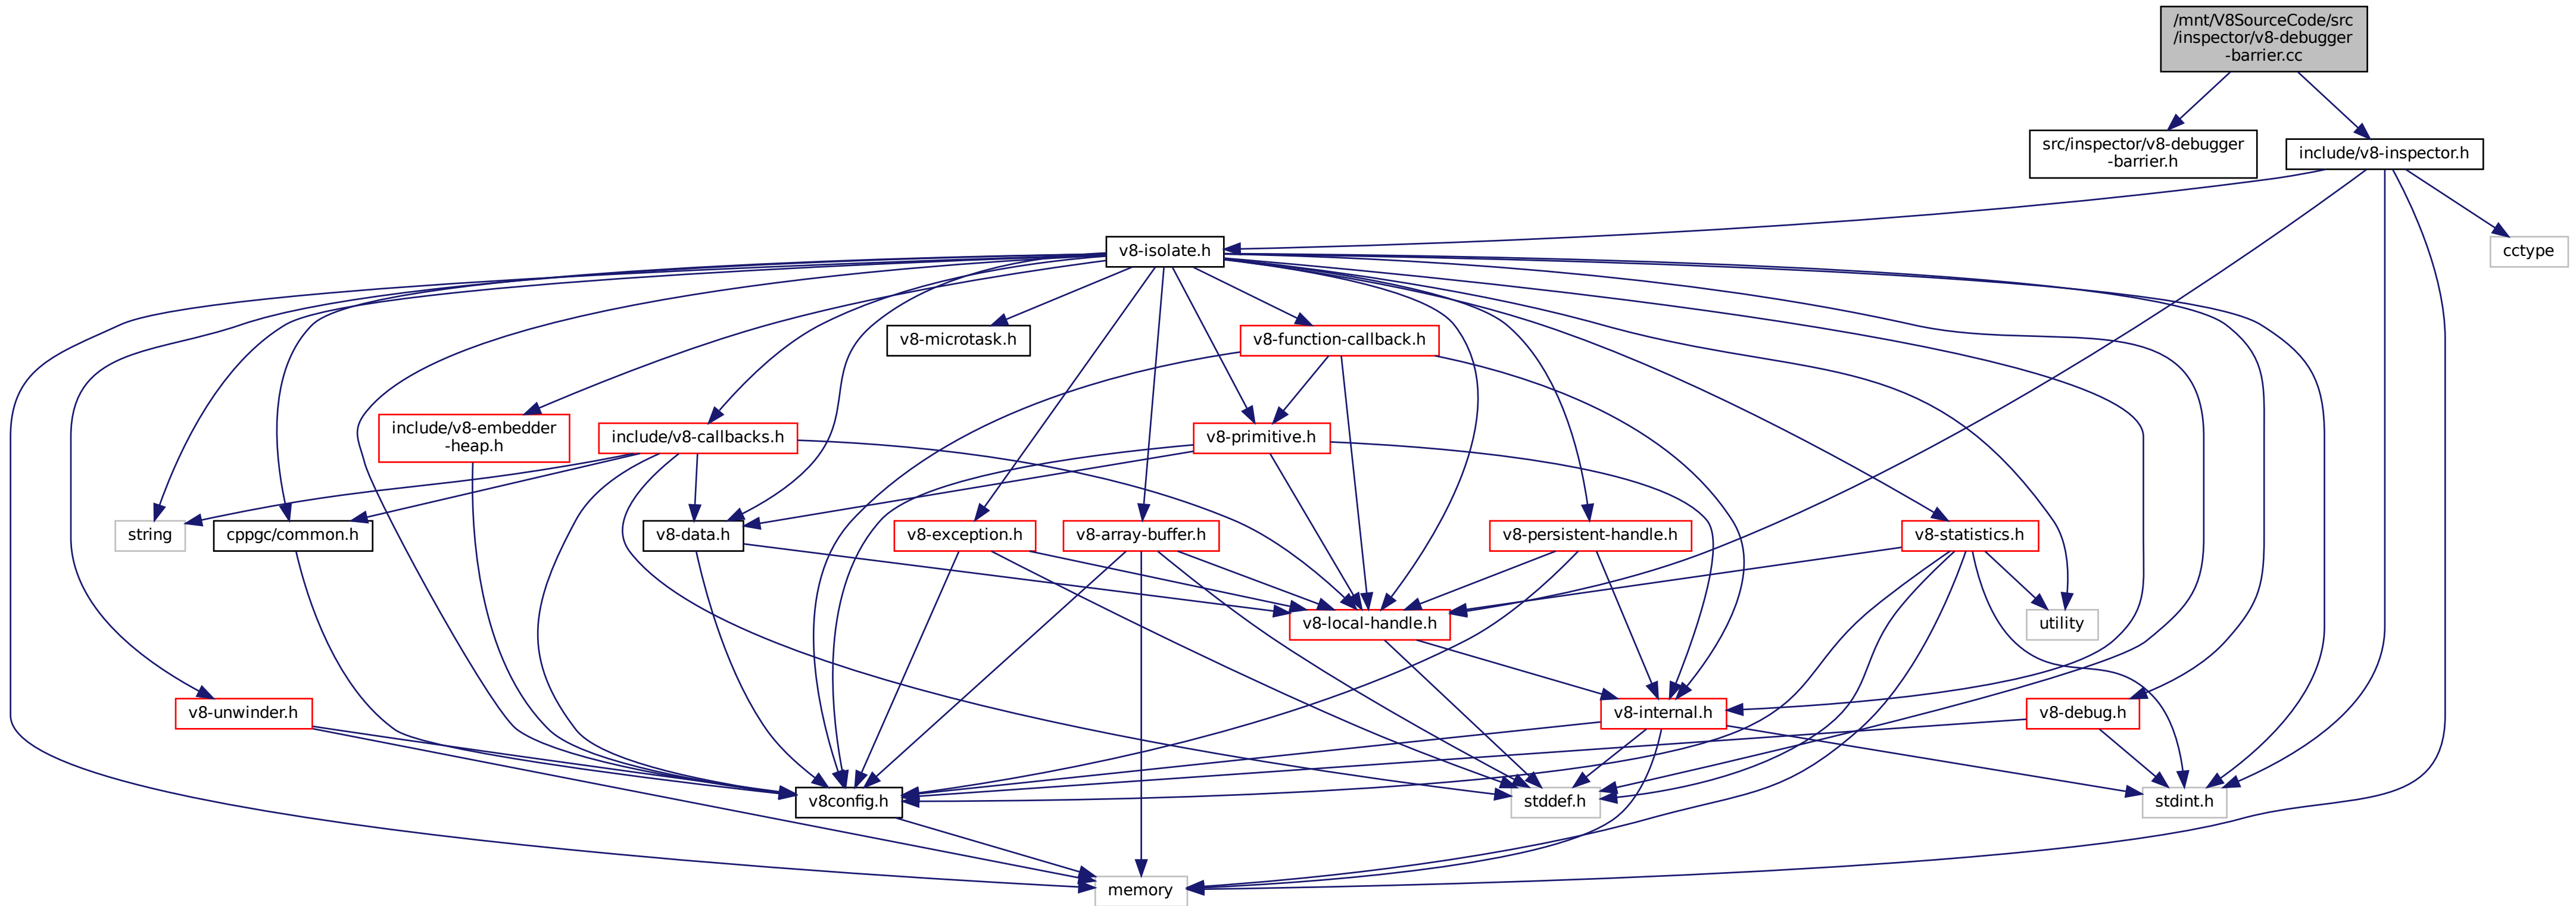 /mnt/V8SourceCode/src
/inspector/v8-debugger
-barrier.cc
src/inspector/v8-debugger
-barrier.h
include/v8-inspector.h
v8-isolate.h
cctype
v8-microtask.h
v8-function-callback.h
include/v8-embedder
-heap.h
include/v8-callbacks.h
v8-primitive.h
string
cppgc/common.h
v8-data.h
v8-exception.h
v8-array-buffer.h
v8-persistent-handle.h
v8-statistics.h
v8-local-handle.h
utility
v8-unwinder.h
v8-internal.h
v8-debug.h
v8config.h
stddef.h
stdint.h
memory